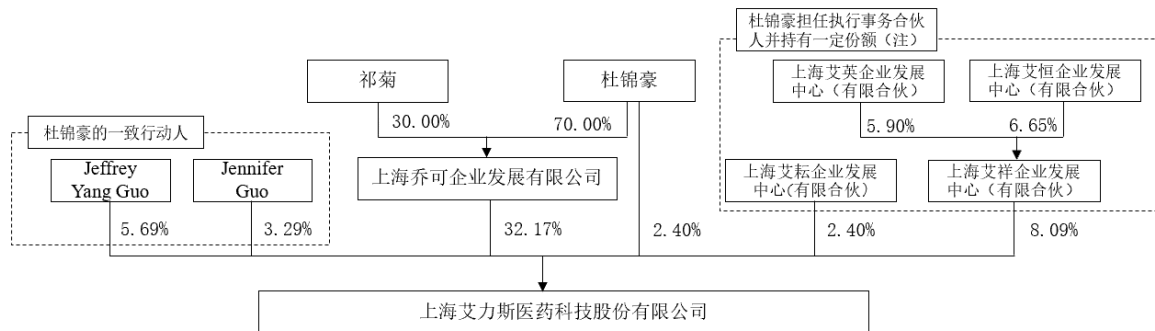 杜锦豪担任执行事务合伙
人并持有一定份额（注）
祁菊
杜锦豪
上海艾英企业发展
中心（有限合伙）
上海艾恒企业发展
中心（有限合伙）
30.00%
70.00%
5.90%
6.65%
杜锦豪的一致行动人
Jeffrey
Yang Guo
Jennifer
Guo
上海乔可企业发展有限公司
上海艾耘企业发展
中心(有限合伙)
上海艾祥企业发展
中心（有限合伙）
5.69%
3.29%
32.17%
2.40%
2.40%
8.09%
上海艾力斯医药科技股份有限公司